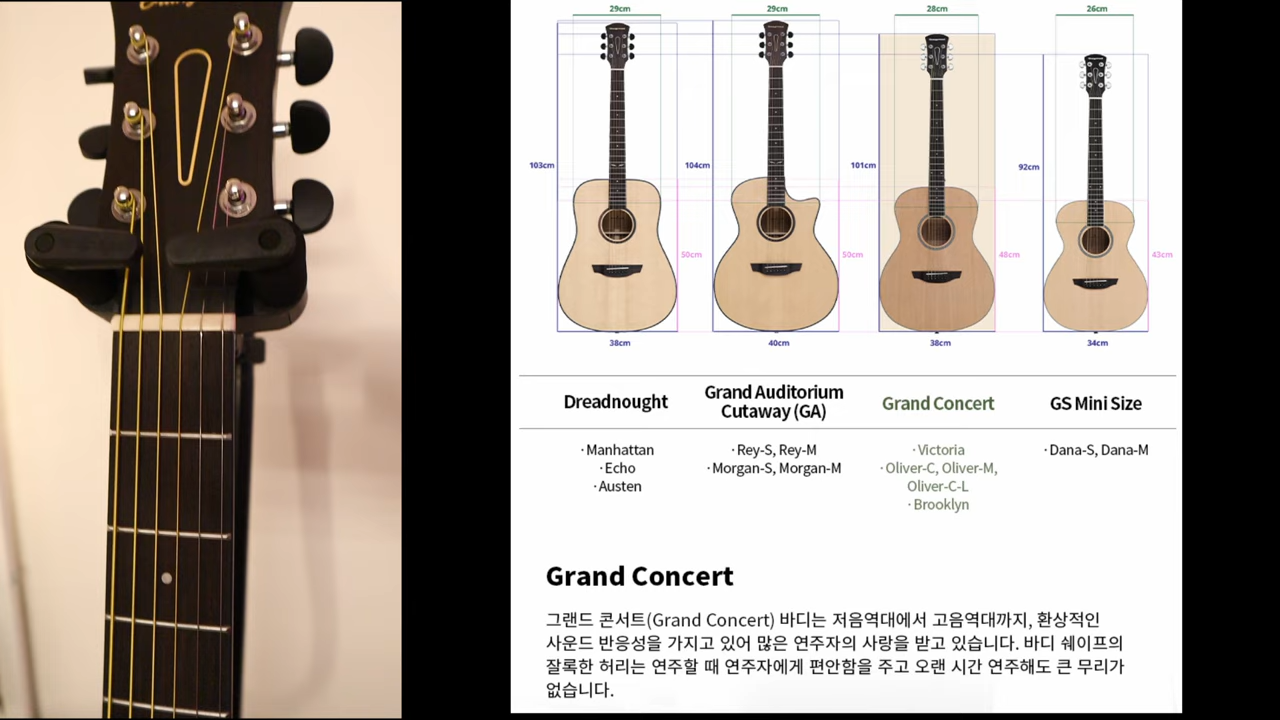 29cm
29cm
28cm
26cm
103cm
104cm
101cm
92cm
50cm
50cm
48cm
43cm
38cm
40cm
38cm
34cm
Dreadnought
Grand Auditorium
Cutaway (GA)
Grand Concert
GS Mini Size
· Manhattan
· Echo
· Austen
· Rey-S, Rey-M
· Morgan-S, Morgan-M
· Victoria
· Oliver-C, Oliver-M,
Oliver-C-L
· Brooklyn
· Dana-S, Dana-M
Grand Concert
그랜드 콘서트(Grand Concert) 바디는 저음역대에서 고음역대까지, 환상적인
사운드 반응성을 가지고 있어 많은 연주자의 사랑을 받고 있습니다. 바디 쉐이프의
잘록한 허리는 연주할 때 연주자에게 편안함을 주고 오랜 시간 연주해도 큰 무리가
없습니다.